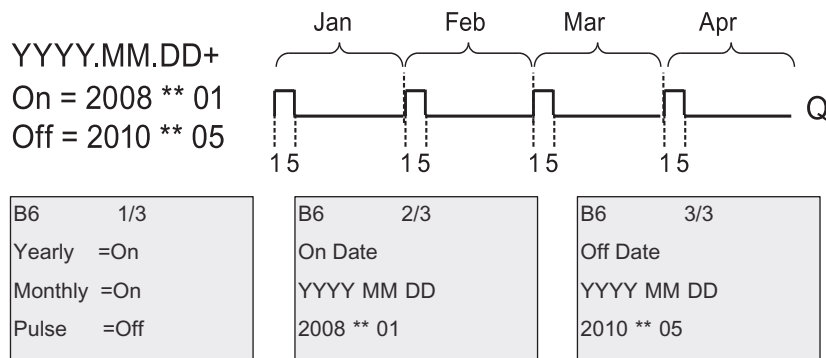 YYYY.MM.DD+
On = 2008 ** 01
Off = 2010 ** 05
Jan Feb Mar Apr
Q
1 5 1 5 1 5 1 5
B6 1/3
Yearly =On
Monthly =On
Pulse =Off
B6 2/3
On Date
YYYY MM DD
2008 ** 01
B6 3/3
Off Date
YYYY MM DD
2010 ** 05